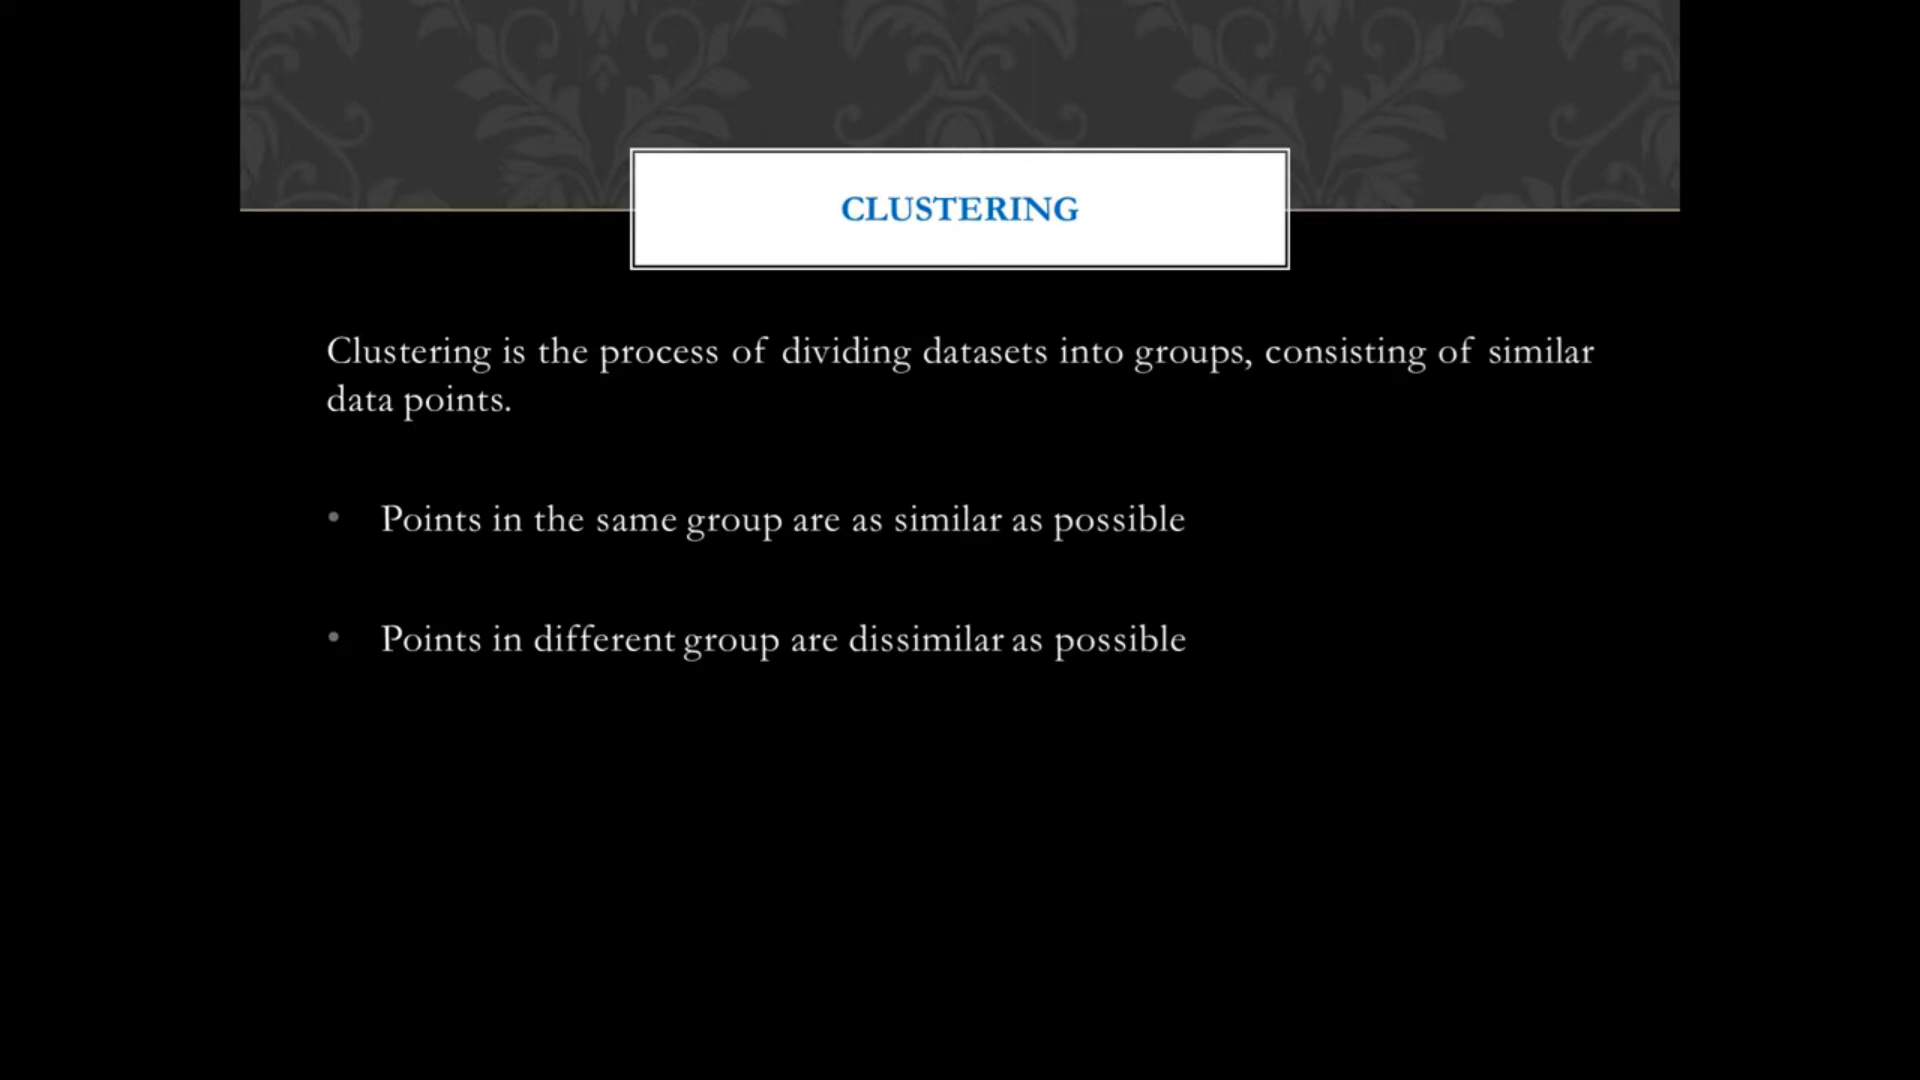 CLUSTERING
Clustering is the process of dividing datasets into groups, consisting of similar
data points.
• Points in the same group are as similar as possible
• Points in different group are dissimilar as possible